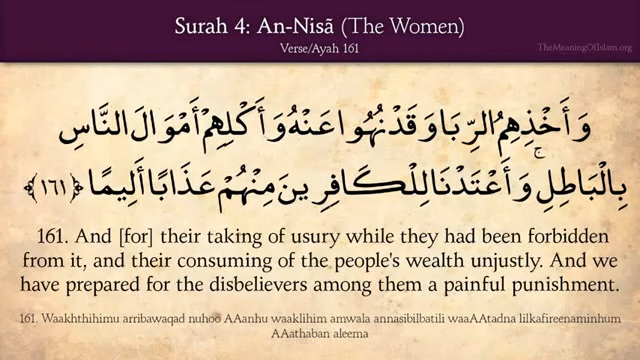 Surah 4: An-Nisã (The Women)
Verse/Ayah 161
TheMeaningOfIslam.org
وَأَخْذِهِمُ الرِّبَا وَقَدْ نُهُوا عَنْهُ وَأَكْلِهِمْ أَمْوَالَ النَّاسِ
بِالْبَاطِلِ ۚ وَأَعْتَدْنَا لِلْكَافِرِينَ مِنْهُمْ عَذَابًا أَلِيمًا ﴿١٦١﴾
161. And [for] their taking of usury while they had been forbidden
from it, and their consuming of the people's wealth unjustly. And we
have prepared for the disbelievers among them a painful punishment.
161. Waakhthihimu arribawaqad nuhoo AAanhu waaklihim amwala annasibilbatili waaAAtadna lilkafireenaminhum
AAathaban aleema